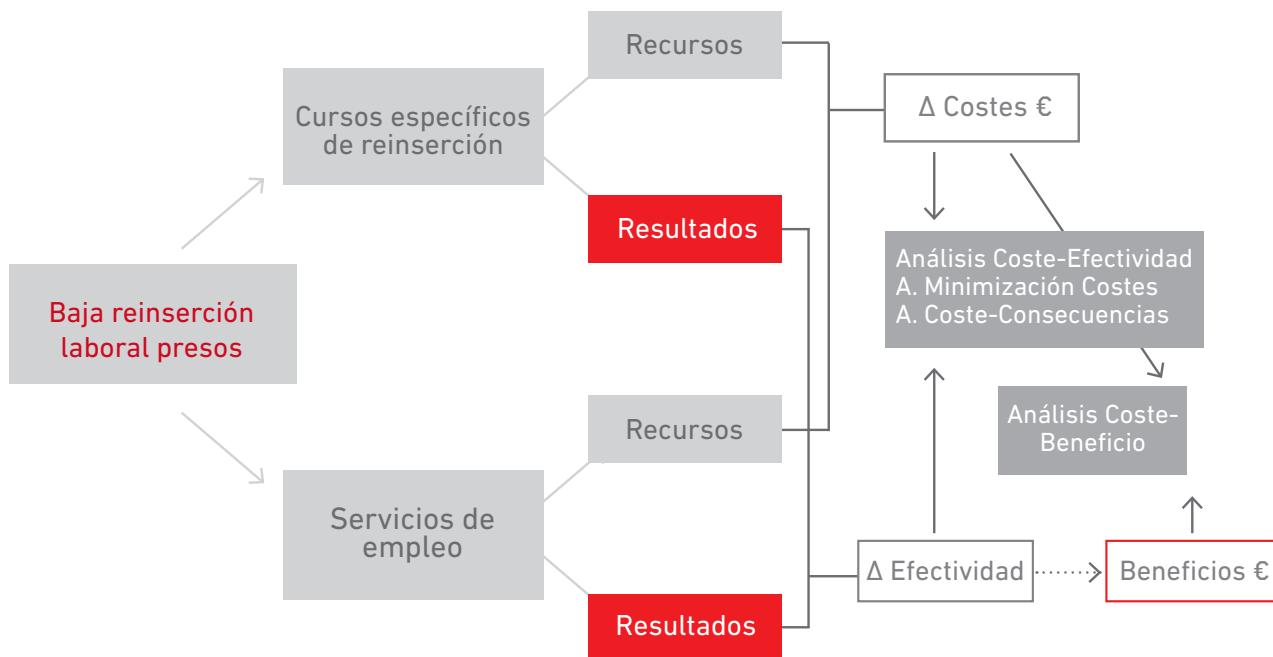 Baja reinserción
laboral presos
Cursos específicos
de reinserción
Servicios de
empleo
Recursos
Resultados
Recursos
Resultados
Δ Costes €
Análisis Coste-Efectividad
A. Minimización Costes
A. Coste-Consecuencias
Análisis Coste-
Beneficio
Δ Efectividad
Beneficios €